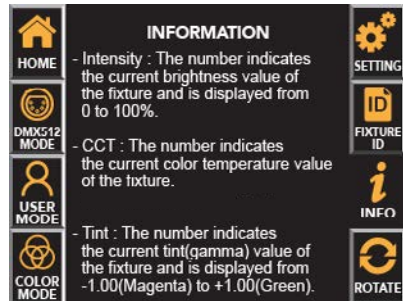 INFORMATION
- Intensity : The number indicates
the current brightness value of
the fixture and is displayed from
0 to 100%.
- CCT : The number indicates
the current color temperature value
of the fixture.
- Tint : The number indicates
the current tint(gamma) value of
the fixture and is displayed from
-1.00(Magenta) to +1.00(Green).
HOME
DMX512
MODE
USER
MODE
COLOR
MODE
SETTING
ID
FIXTURE
ID
i
INFO
ROTATE